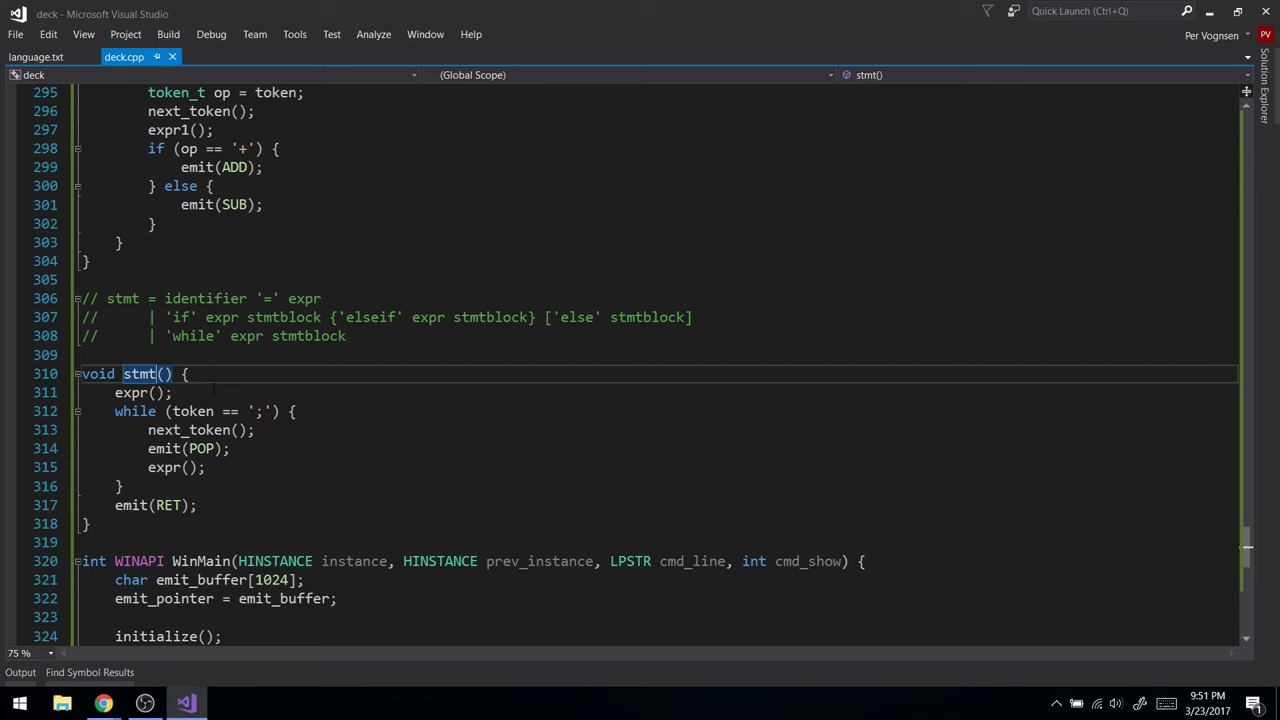 deck - Microsoft Visual Studio
Quick Launch (Ctrl+Q)
File Edit View Project Build Debug Team Tools Test Analyze Window Help
Per Vognsen PV
language.txt deck.cpp
deck (Global Scope) stmt()
Solution Explorer
295 token_t op = token;
296 next_token();
297 expr1();
298 if (op == '+') {
299 emit(ADD);
300 } else {
301 emit(SUB);
302 }
303 }
304 }
305
306 // stmt = identifier '=' expr
307 // | 'if' expr stmtblock {'elseif' expr stmtblock} ['else' stmtblock]
308 // | 'while' expr stmtblock
309
310 void stmt() {
311 expr();
312 while (token == ';') {
313 next_token();
314 emit(POP);
315 expr();
316 }
317 emit(RET);
318 }
319
320 int WINAPI WinMain(HINSTANCE instance, HINSTANCE prev_instance, LPSTR cmd_line, int cmd_show) {
321 char emit_buffer[1024];
322 emit_pointer = emit_buffer;
323
324 initialize();
75 %
Output Find Symbol Results
9:51 PM
3/23/2017
1